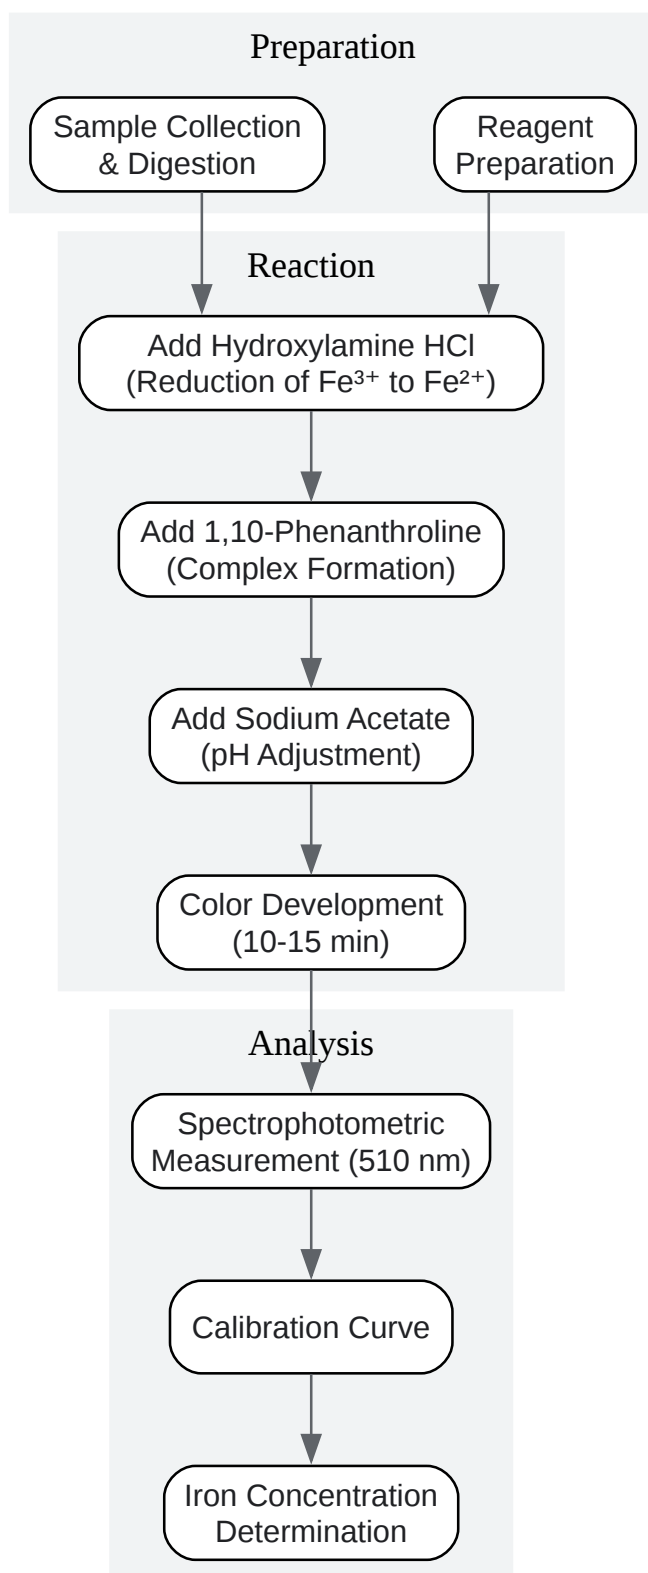 Preparation
Sample Collection
& Digestion
Reagent
Preparation
Reaction
Add Hydroxylamine HCl
(Reduction of Fe³⁺ to Fe²⁺)
Add 1,10-Phenanthroline
(Complex Formation)
Add Sodium Acetate
(pH Adjustment)
Color Development
(10-15 min)
Analysis
Spectrophotometric
Measurement (510 nm)
Calibration Curve
Iron Concentration
Determination